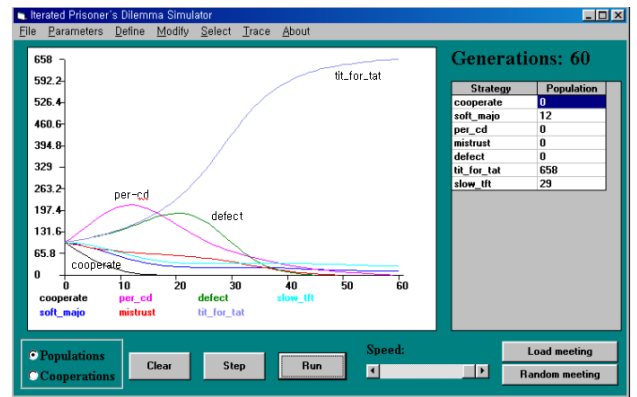 Iterated Prisoner's Dilemma Simulator
File Parameters Define Modify Select Trace About
Generations: 60
658
592.2
526.4
460.6
394.8
329
263.2
197.4
131.6
65.8
0
0 10 20 30 40 50 60
tit_for_tat
per-cd
defect
cooperate
cooperate per_cd defect slow_tft
soft_majo mistrust tit_for_tat
Strategy Population
cooperate 0
soft_majo 12
per_cd 0
mistrust 0
defect 0
tit_for_tat 658
slow_tft 29
Populations
Cooperations
Clear
Step
Run
Speed:
Load meeting
Random meeting